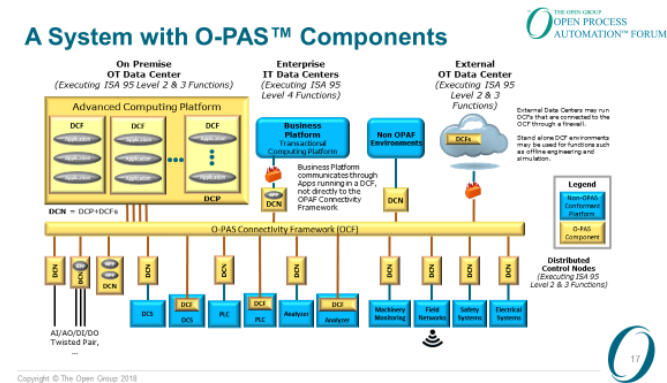 THE OPEN GROUP
OPEN PROCESS
AUTOMATION™ FORUM
A System with O-PAS™ Components
On Premise
OT Data Center
(Executing ISA 95 Level 2 & 3 Functions)
Enterprise
IT Data Centers
(Executing ISA 95
Level 4 Functions)
External
OT Data Center
(Executing ISA 95
Level 2 & 3
Functions)
Advanced Computing Platform
DCF
Application
Application
Application
DCF
Application
Application
Application
DCF
Application
Application
DCP
DCN = DCP+DCFs
Business
Platform
Transactional
Computing Platform
Non OPAF
Environments
DCFs
External Data Centers may run
DCFs that are connected to the
OCF through a firewall.
Stand alone DCF environments
may be used for functions such
as offline engineering and
simulation.
Business Platform
communicates through
Apps running in a DCF,
not directly to the
OPAF Connectivity
Framework
DCN
DCN
Legend
Non-OPAS
Conformant
Platform
O-PAS
Component
O-PAS Connectivity Framework (OCF)
DCN
DCN
DCN
DCN
DCN
DCN
DCN
DCN
DCN
DCN
Distributed
Control Nodes
(Executing ISA 95
Level 2 & 3 Functions)
DCS
DCF
DCS
PLC
DCF
PLC
Analyzer
DCF
Analyzer
Machinery
Monitoring
Field
Networks
Safety
Systems
Electrical
Systems
AI/AO/DI/DO
Twisted Pair,
...
Copyright © The Open Group 2018
17